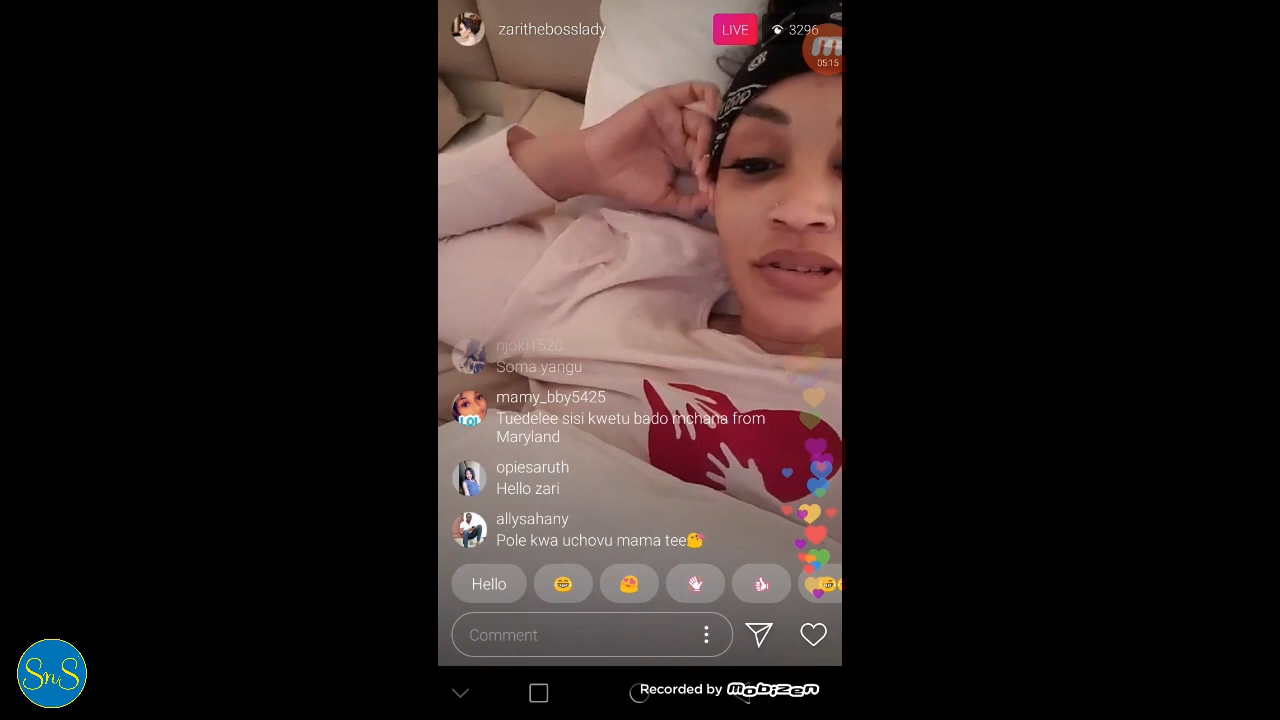 zarithebosslady
LIVE
3296
05:15
njoki1520
Soma yangu
mamy_bby5425
Tuedelee sisi kwetu bado mchana from
Maryland
opiesaruth
Hello zari
allysahany
Pole kwa uchovu mama tee😘
Hello
Comment
Recorded by mobizen
SnS